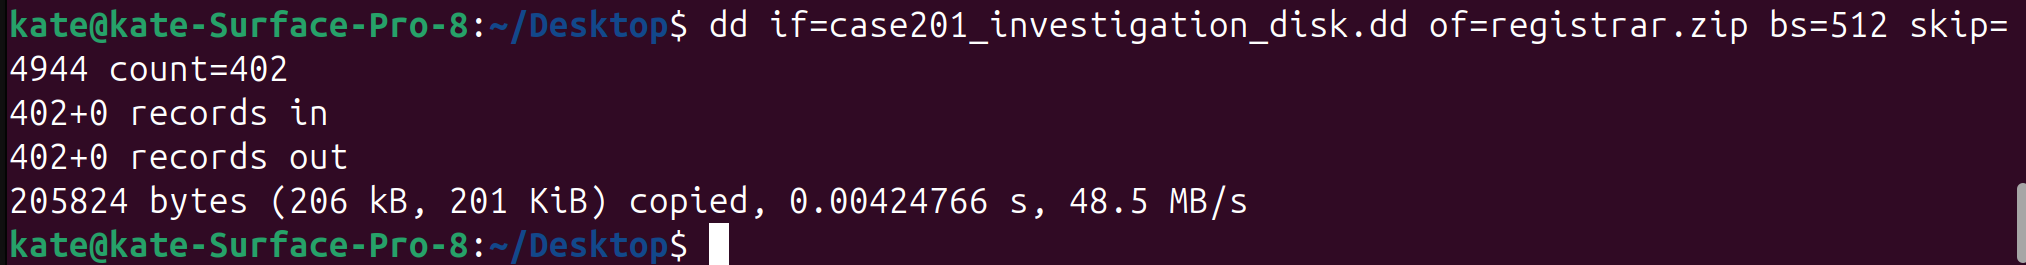 kate@kate-Surface-Pro-8:~/Desktop$ dd if=case201_investigation_disk.dd of=registrar.zip bs=512 skip=
4944 count=402
402+0 records in
402+0 records out
205824 bytes (206 kB, 201 KiB) copied, 0.00424766 s, 48.5 MB/s
kate@kate-Surface-Pro-8:~/Desktop$